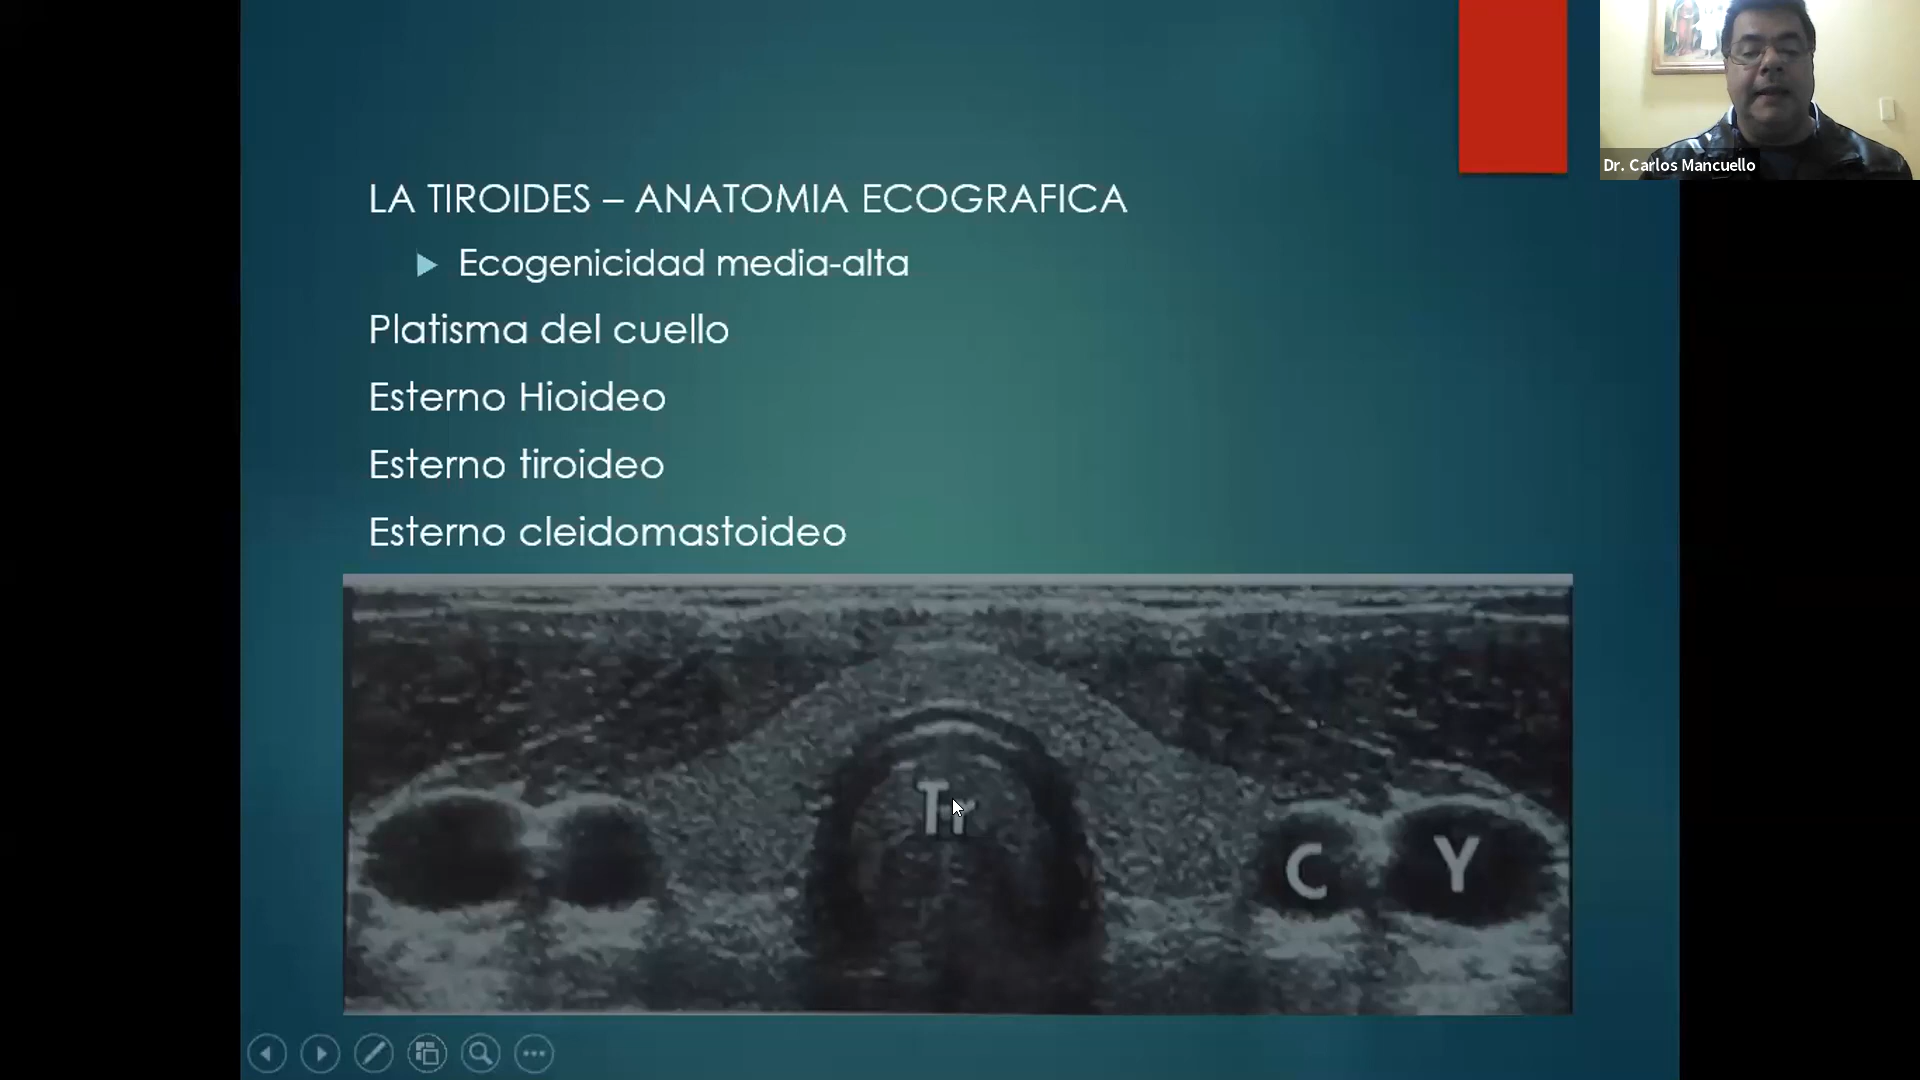 LA TIROIDES – ANATOMIA ECOGRAFICA
Ecogenicidad media-alta
Platisma del cuello
Esterno Hioideo
Esterno tiroideo
Esterno cleidomastoideo
Tr
C
Y
Dr. Carlos Mancuello